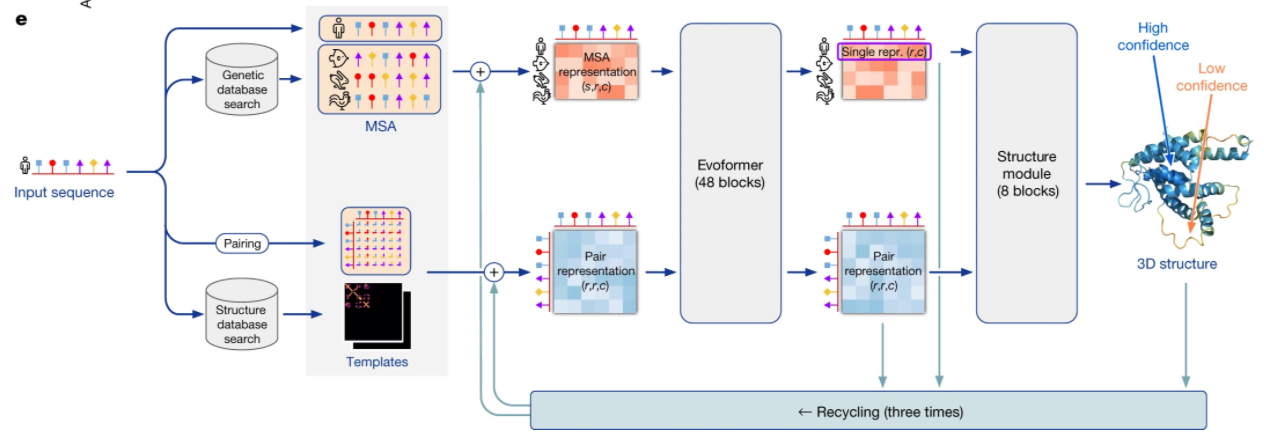 e
A
Input sequence
Genetic
database
search
MSA
Pairing
Structure
database
search
Templates
+
+
MSA
representation
(s,r,c)
Pair
representation
(r,r,c)
Evoformer
(48 blocks)
Single repr. (r,c)
Pair
representation
(r,r,c)
Structure
module
(8 blocks)
High
confidence
Low
confidence
3D structure
← Recycling (three times)